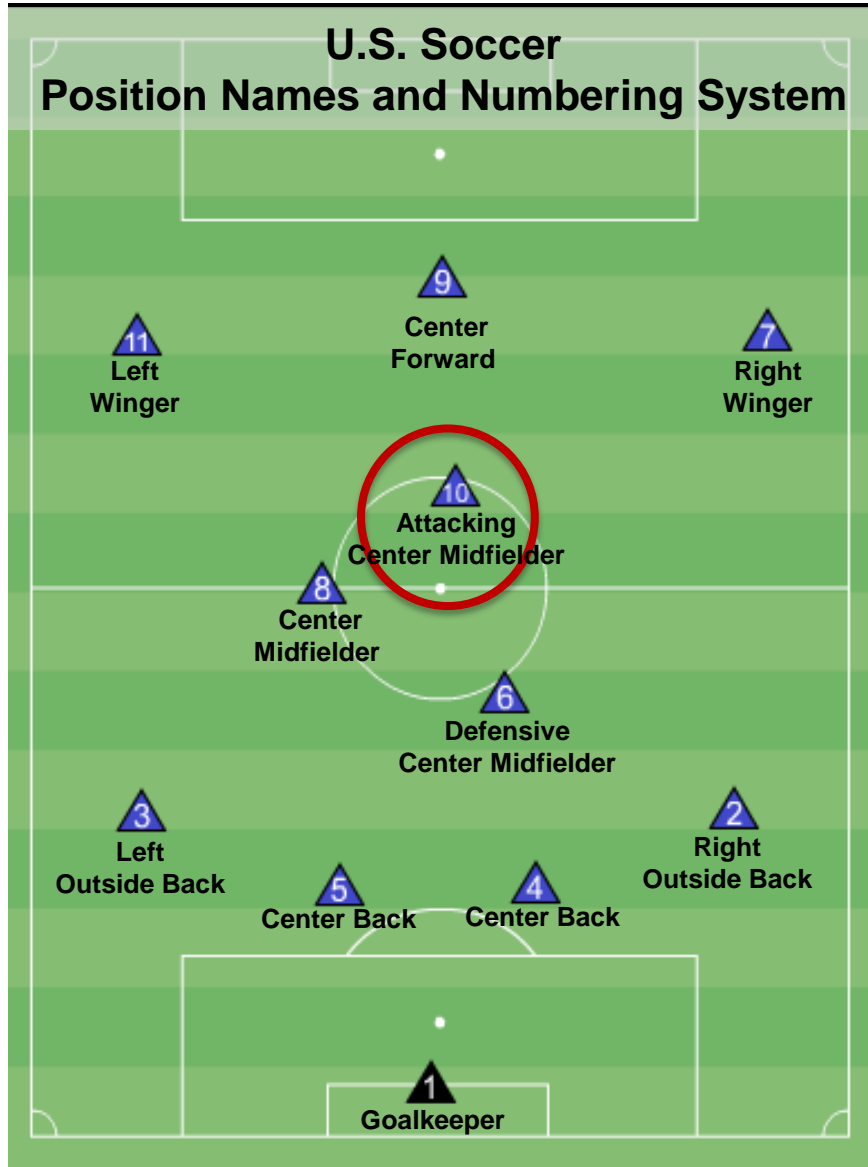 U.S. Soccer
Position Names and Numbering System
9
Center
Forward
11
Left
Winger
7
Right
Winger
10
Attacking
Center Midfielder
8
Center
Midfielder
6
Defensive
Center Midfielder
3
Left
Outside Back
2
Right
Outside Back
5
Center Back
4
Center Back
1
Goalkeeper